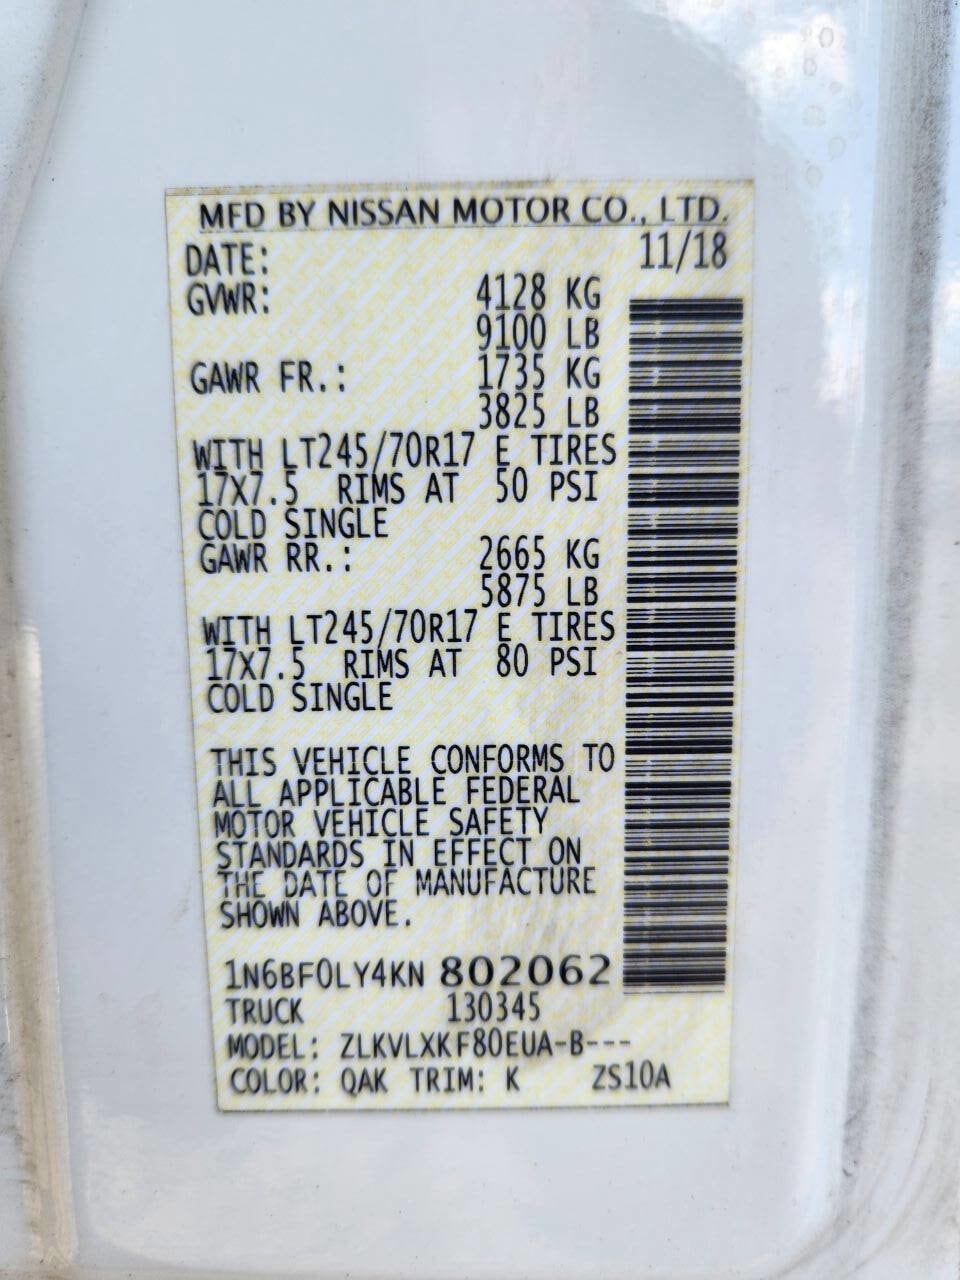 MFD BY NISSAN MOTOR CO., LTD.
DATE: 11/18
GVWR: 4128 KG
9100 LB
GAWR FR.: 1735 KG
3825 LB
WITH LT245/70R17 E TIRES
17X7.5 RIMS AT 50 PSI
COLD SINGLE
GAWR RR.: 2665 KG
5875 LB
WITH LT245/70R17 E TIRES
17X7.5 RIMS AT 80 PSI
COLD SINGLE
THIS VEHICLE CONFORMS TO
ALL APPLICABLE FEDERAL
MOTOR VEHICLE SAFETY
STANDARDS IN EFFECT ON
THE DATE OF MANUFACTURE
SHOWN ABOVE.
1N6BF0LY4KN 802062
TRUCK 130345
MODEL: ZLKVLXKF80EUA-B---
COLOR: QAK TRIM: K ZS10A